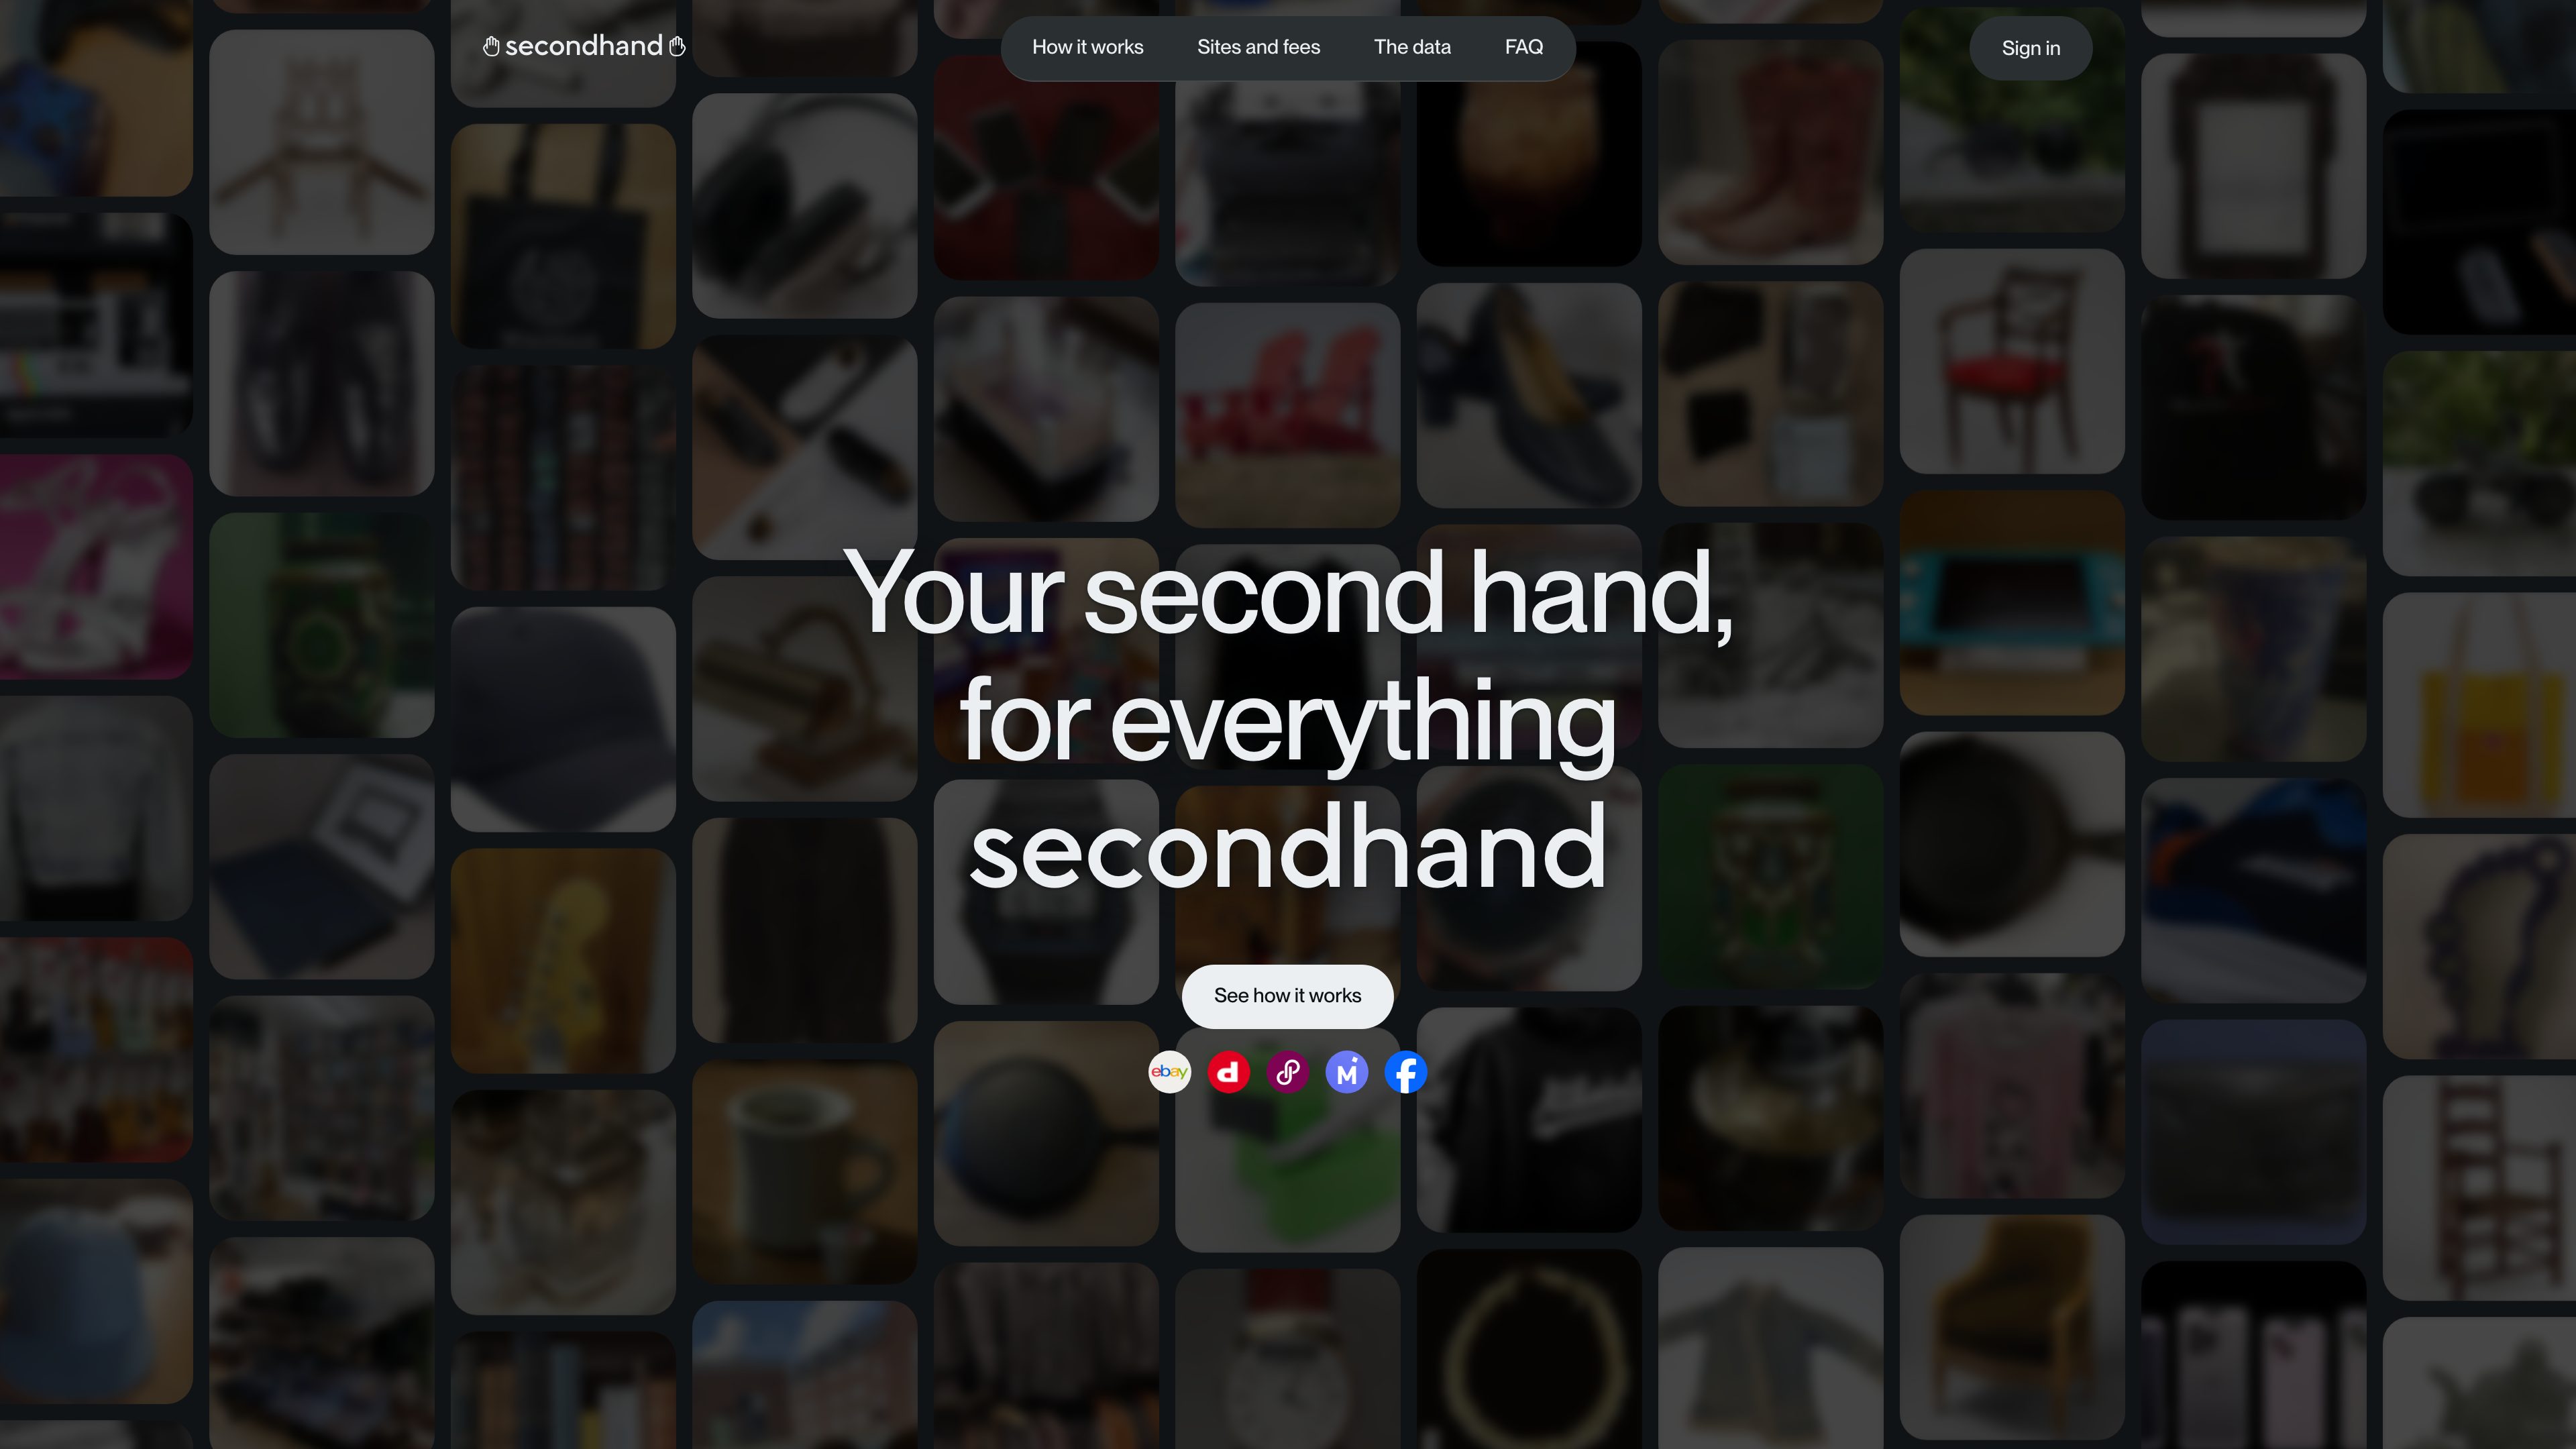 secondhand
How it works
Sites and fees
The data
FAQ
Sign in
Your second hand,
for everything
secondhand
See how it works
ebay